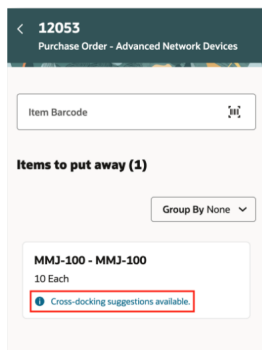 12053
Purchase Order - Advanced Network Devices
Item Barcode
Items to put away (1)
Group By None
MMJ-100 - MMJ-100
10 Each
Cross-docking suggestions available.